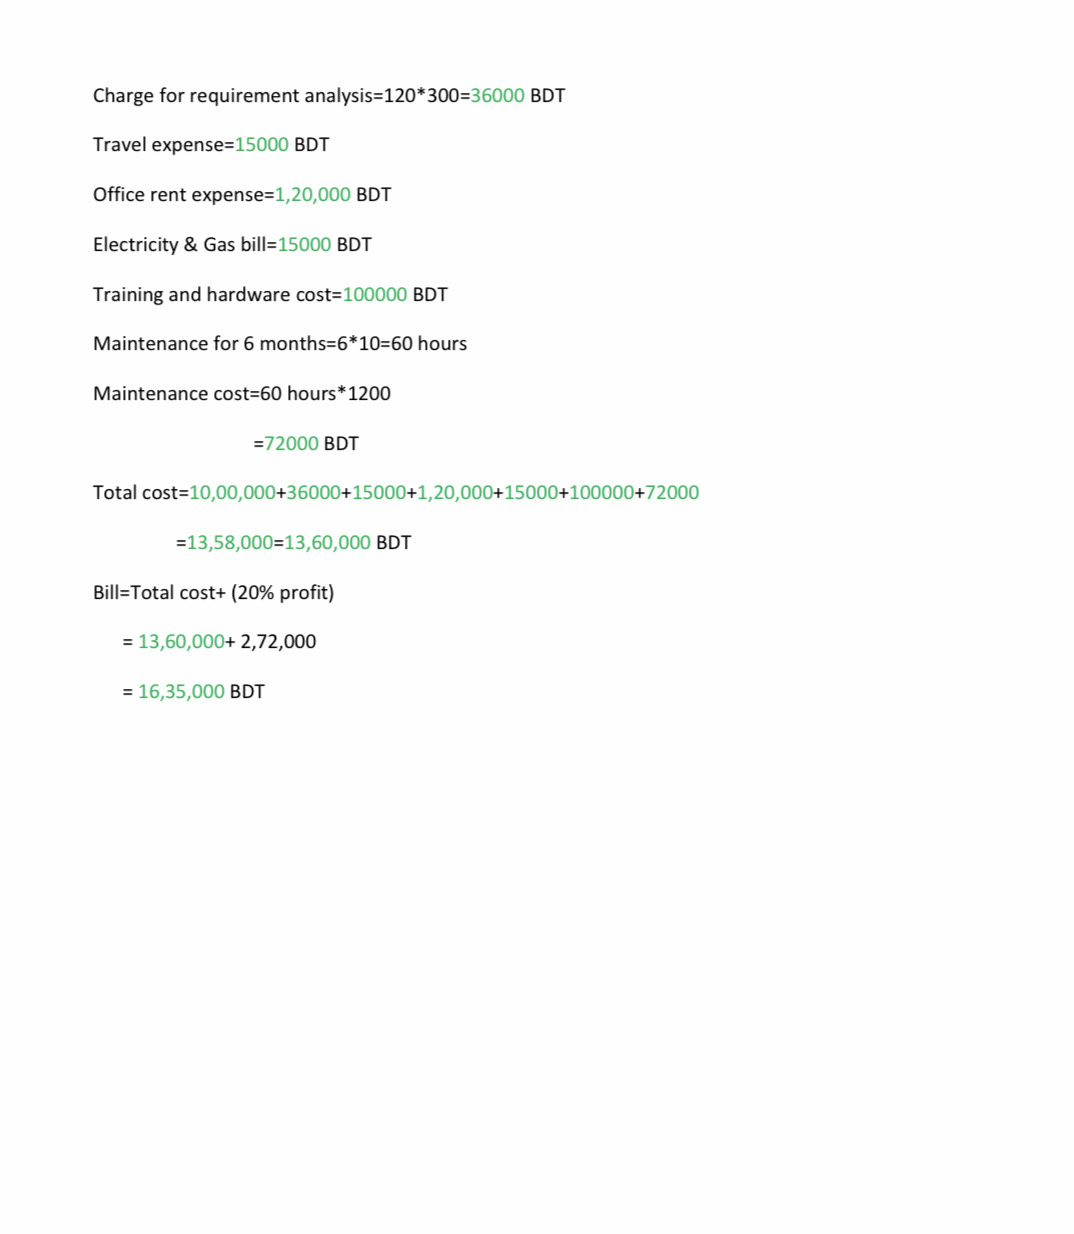 Charge for requirement analysis=120*300=36000 BDT
Travel expense=15000 BDT
Office rent expense=1,20,000 BDT
Electricity & Gas bill=15000 BDT
Training and hardware cost=100000 BDT
Maintenance for 6 months=6*10=60 hours
Maintenance cost=60 hours*1200
=72000 BDT
Total cost=10,00,000+36000+15000+1,20,000+15000+100000+72000
=13,58,000=13,60,000 BDT
Bill=Total cost+ (20% profit)
= 13,60,000+ 2,72,000
= 16,35,000 BDT